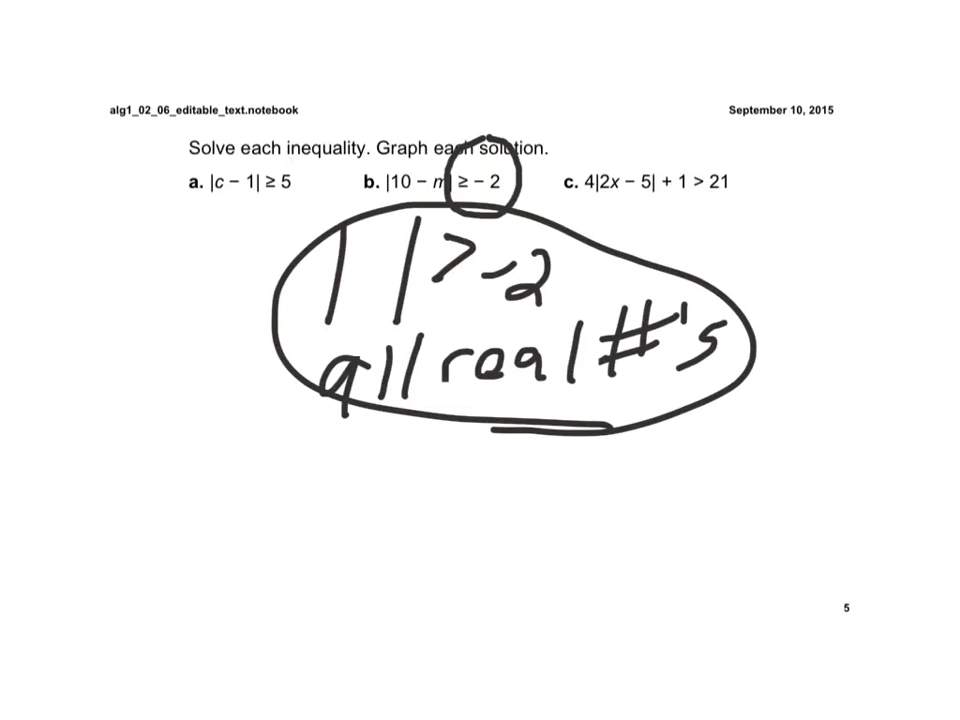 alg1_02_06_editable_text.notebook September 10, 2015
Solve each inequality. Graph each solution.
a. |c − 1| ≥ 5 b. |10 − m| ≥ − 2 c. 4|2x − 5| + 1 > 21
| | > -2
all real #'s
5